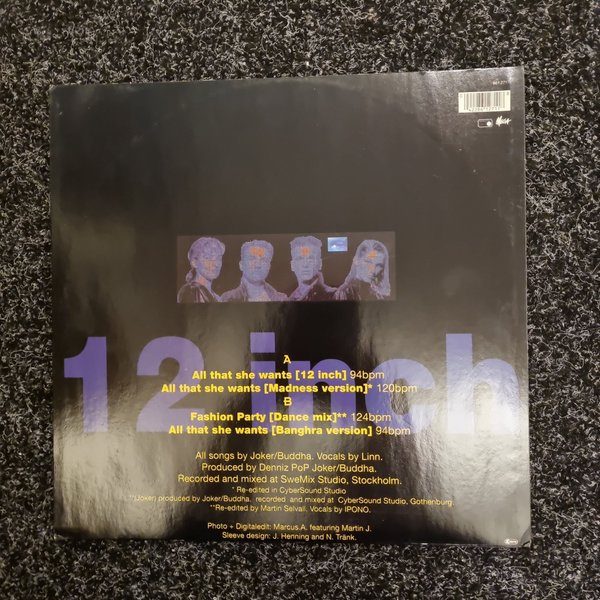 12 inch
A
All that she wants [12 inch] 94bpm
All that she wants [Madness version]* 120bpm
B
Fashion Party [Dance mix]** 124bpm
All that she wants [Banghra version] 94bpm
All songs by Joker/Buddha. Vocals by Linn.
Produced by Denniz PoP Joker/Buddha.
Recorded and mixed at SweMix Studio, Stockholm.
* Re-edited in CyberSound Studio
**(Joker) produced by Joker/Buddha. recorded and mixed at CyberSound Studio, Gothenburg.
**Re-edited by Martin Selvall. Vocals by IPONO.
Photo + Digitaledit: Marcus.A. featuring Martin J.
Sleeve design: J. Henning and N. Tränk.